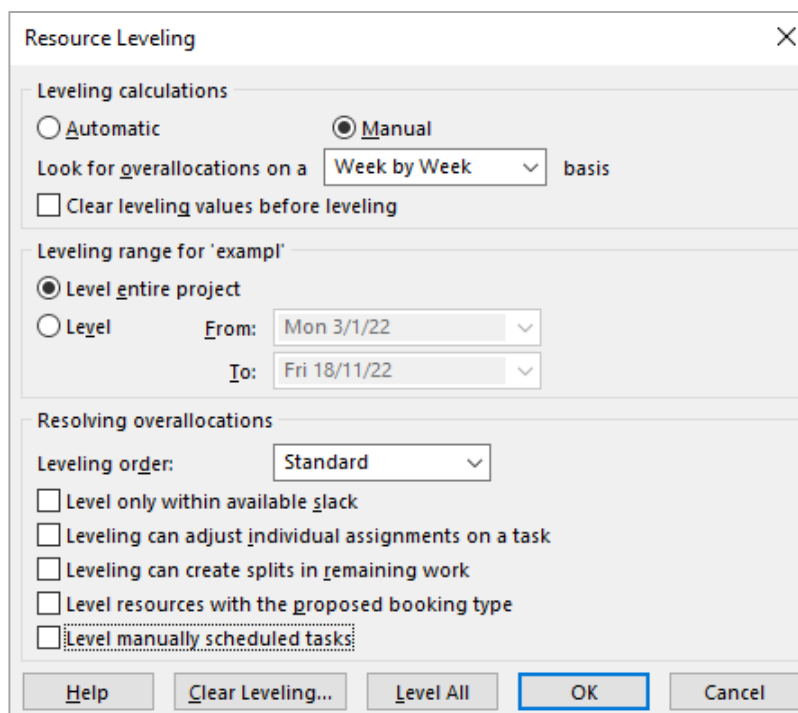 Resource Leveling
Leveling calculations
Automatic Manual
Look for overallocations on a Week by Week basis
Clear leveling values before leveling
Leveling range for 'exampl'
Level entire project
Level From: Mon 3/1/22
To: Fri 18/11/22
Resolving overallocations
Leveling order: Standard
Level only within available slack
Leveling can adjust individual assignments on a task
Leveling can create splits in remaining work
Level resources with the proposed booking type
Level manually scheduled tasks
Help Clear Leveling... Level All OK Cancel